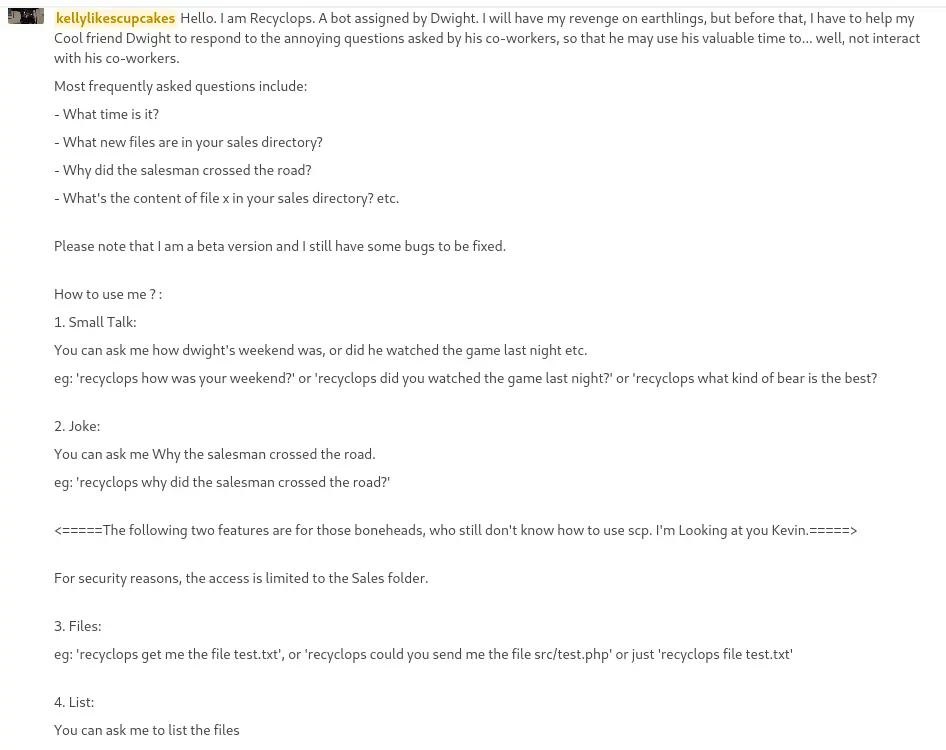 kellylikescupcakes Hello. I am Recyclops. A bot assigned by Dwight. I will have my revenge on earthlings, but before that, I have to help my
Cool friend Dwight to respond to the annoying questions asked by his co-workers, so that he may use his valuable time to... well, not interact
with his co-workers.
Most frequently asked questions include:
- What time is it?
- What new files are in your sales directory?
- Why did the salesman crossed the road?
- What's the content of file x in your sales directory? etc.
Please note that I am a beta version and I still have some bugs to be fixed.
How to use me ? :
1. Small Talk:
You can ask me how dwight's weekend was, or did he watched the game last night etc.
eg: 'recyclops how was your weekend?' or 'recyclops did you watched the game last night?' or 'recyclops what kind of bear is the best?
2. Joke:
You can ask me Why the salesman crossed the road.
eg: 'recyclops why did the salesman crossed the road?'
<=====The following two features are for those boneheads, who still don't know how to use scp. I'm Looking at you Kevin.=====>
For security reasons, the access is limited to the Sales folder.
3. Files:
eg: 'recyclops get me the file test.txt', or 'recyclops could you send me the file src/test.php' or just 'recyclops file test.txt'
4. List:
You can ask me to list the files